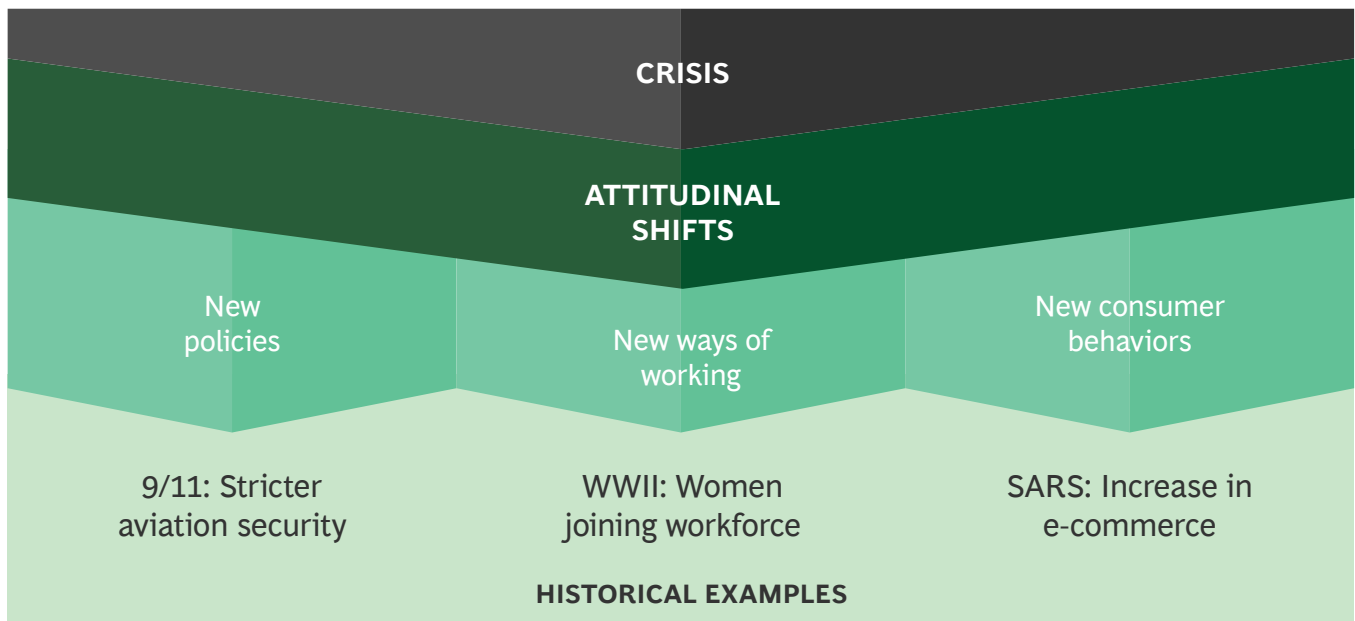 CRISIS
ATTITUDINAL
SHIFTS
New
policies
New ways of
working
New consumer
behaviors
9/11: Stricter
aviation security
WWII: Women
joining workforce
SARS: Increase in
e-commerce
HISTORICAL EXAMPLES